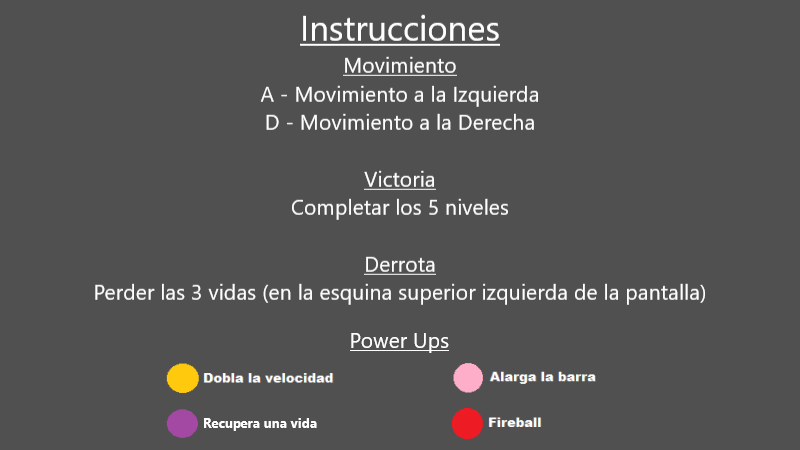 Instrucciones
Movimiento
A - Movimiento a la Izquierda
D - Movimiento a la Derecha
Victoria
Completar los 5 niveles
Derrota
Perder las 3 vidas (en la esquina superior izquierda de la pantalla)
Power Ups
Dobla la velocidad
Alarga la barra
Recupera una vida
Fireball